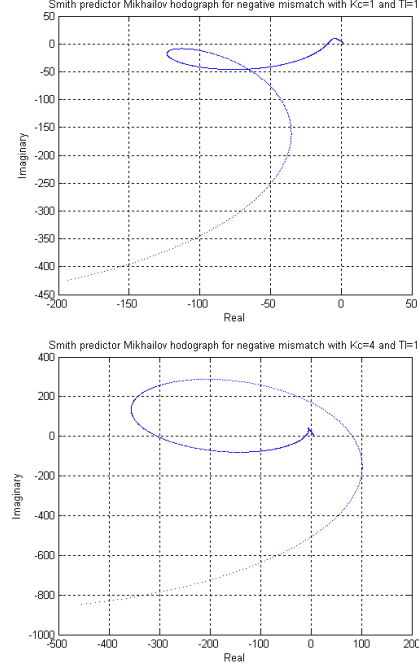 Smith predictor Mikhailov hodograph for negative mismatch with Kc=1 and TI=1
50
0
-50
-100
-150
-200
-250
-300
-350
-400
-450
Imaginary
-200 -150 -100 -50 0 50
Real
Smith predictor Mikhailov hodograph for negative mismatch with Kc=4 and TI=1
400
200
0
-200
-400
-600
-800
-1000
Imaginary
-500 -400 -300 -200 -100 0 100 200
Real